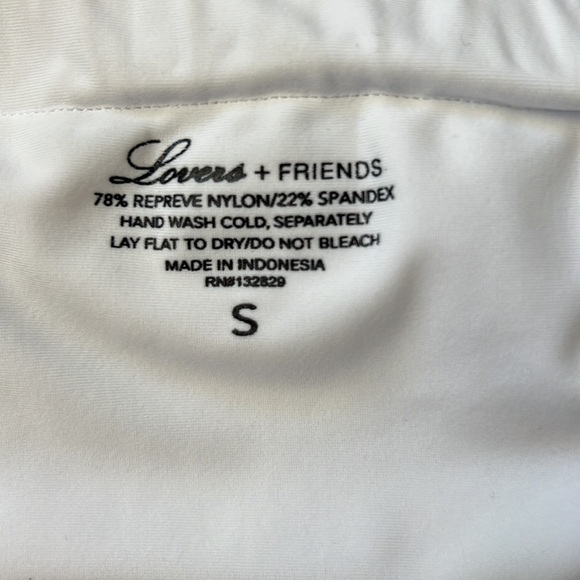 Lovers + FRIENDS
78% REPREVE NYLON/22% SPANDEX
HAND WASH COLD, SEPARATELY
LAY FLAT TO DRY/DO NOT BLEACH
MADE IN INDONESIA
RN#132829
S